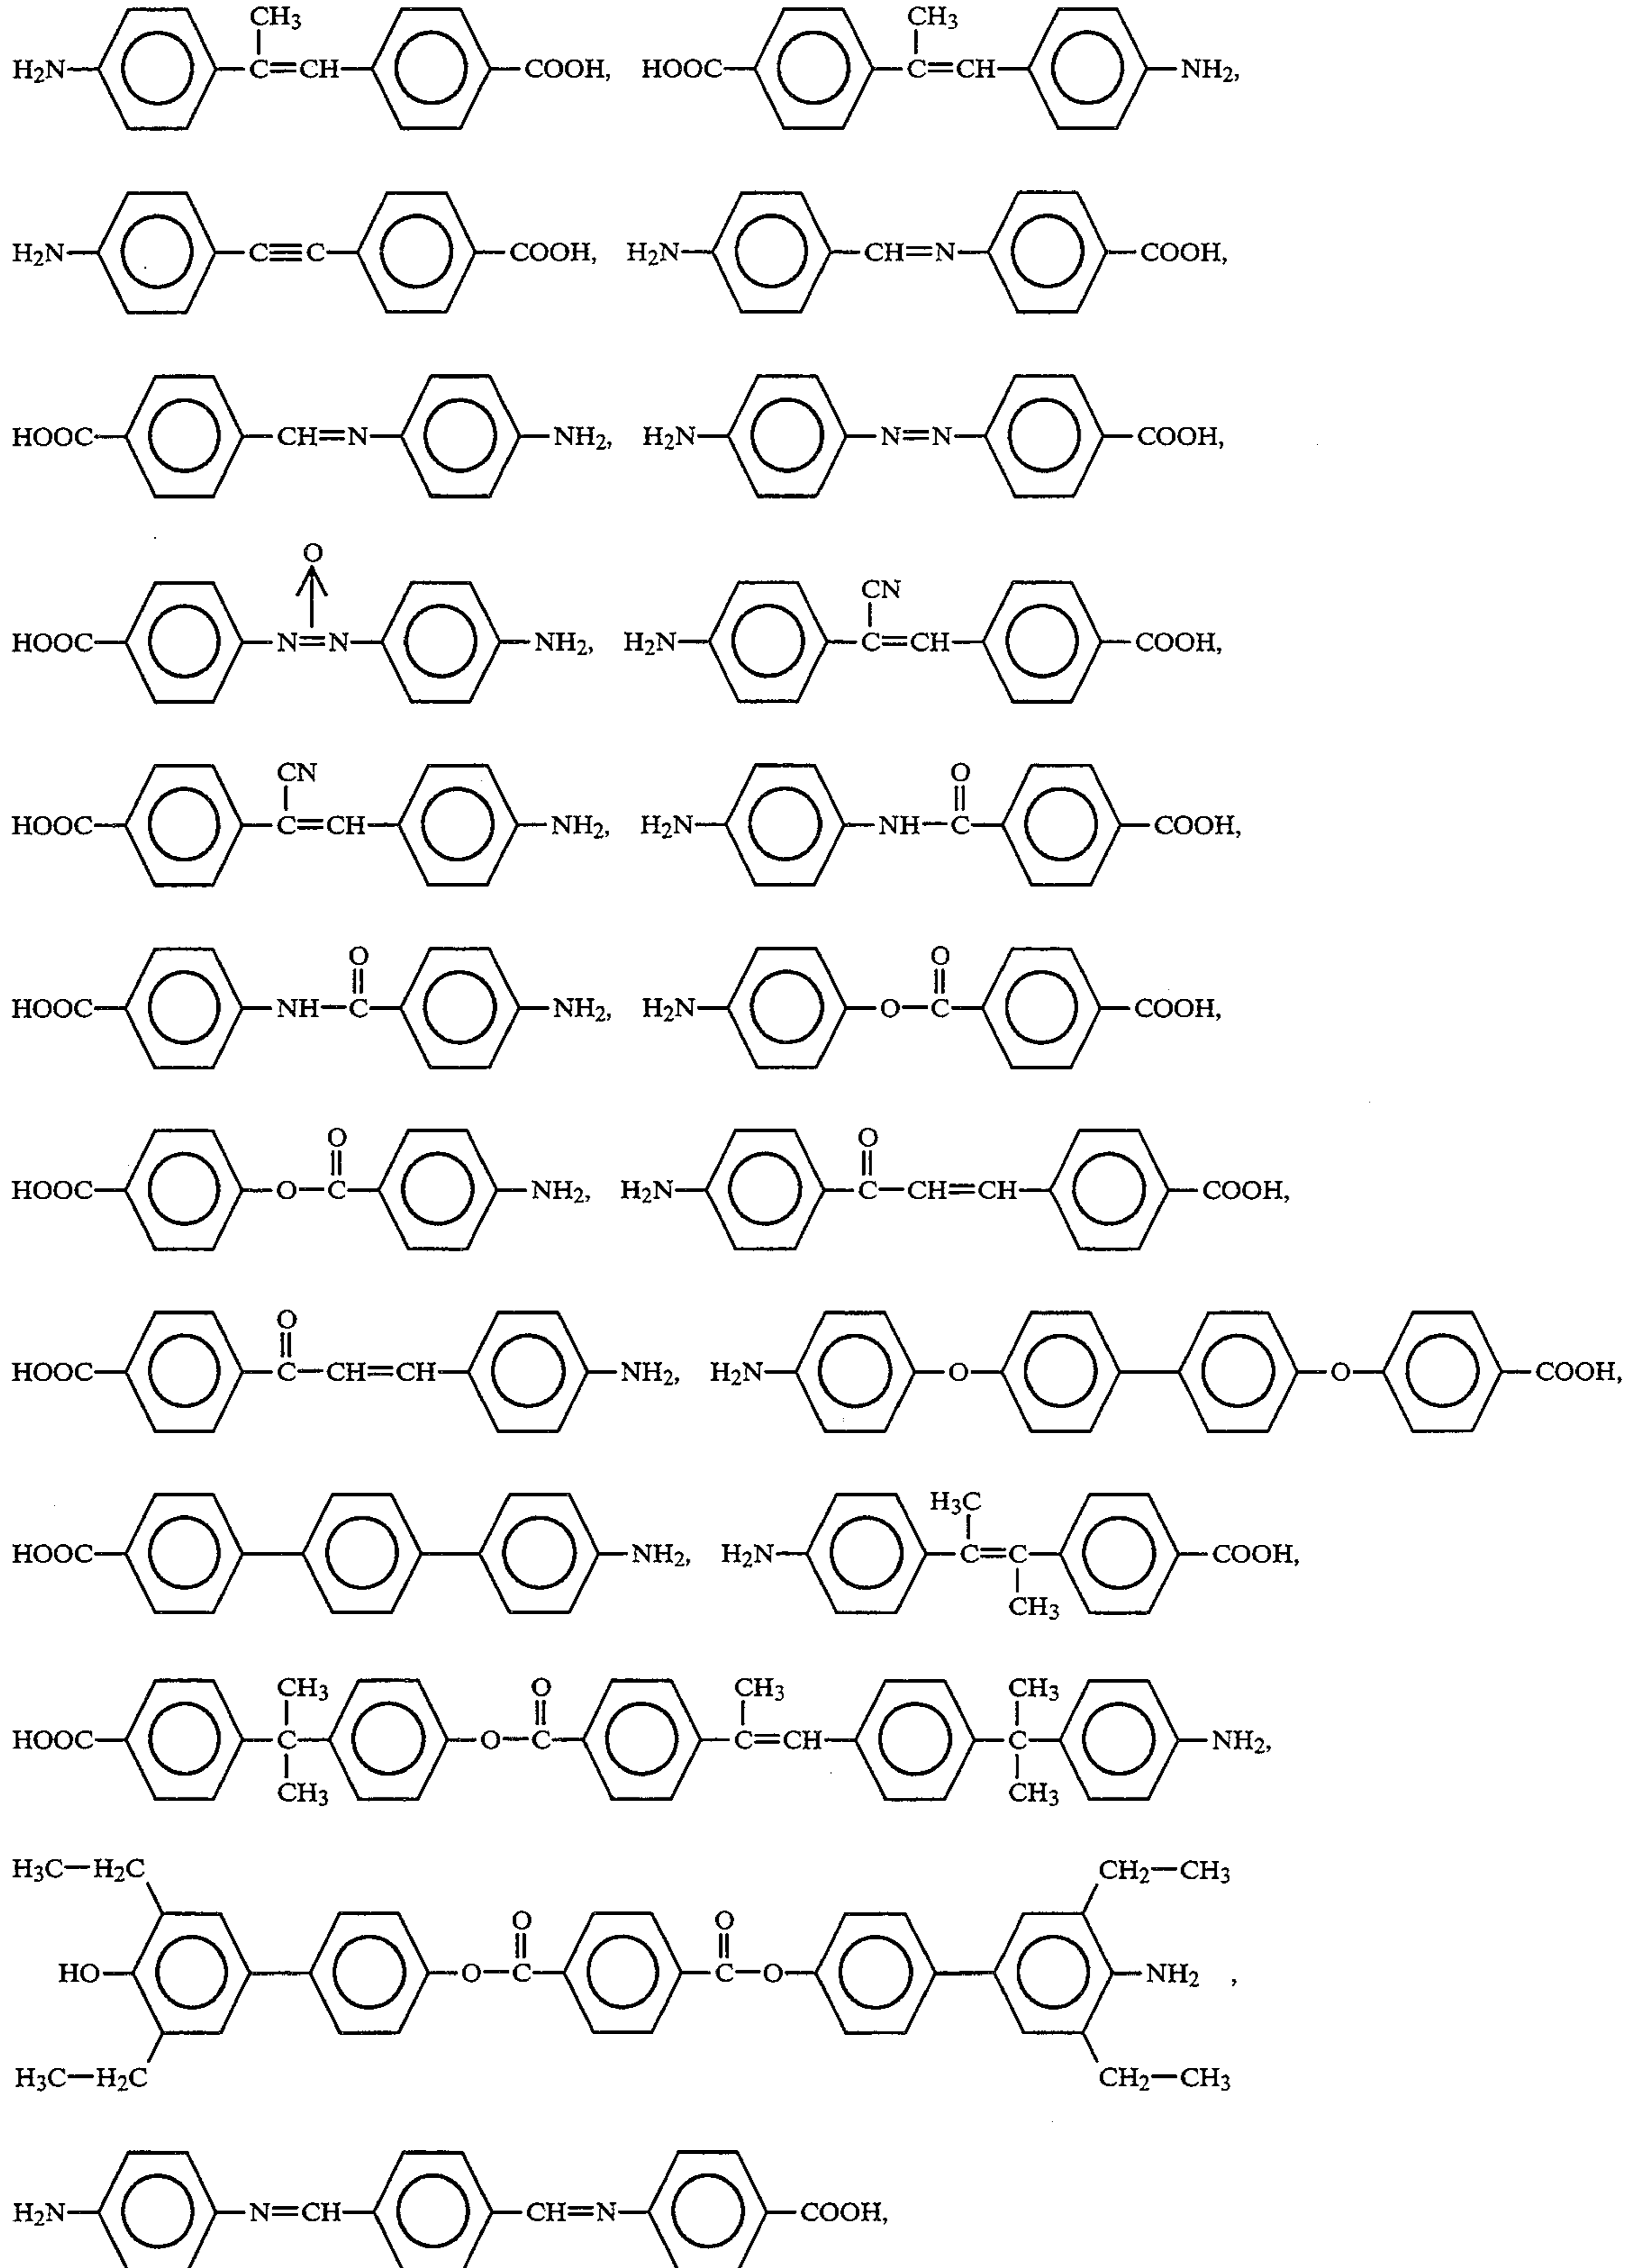 CH3 CH3
H2N C=CH COOH, HOOC C=CH NH2,
H2N C≡C COOH, H2N CH=N COOH,
HOOC CH=N NH2, H2N N=N COOH,
O
CN
HOOC N=N NH2, H2N C=CH COOH,
CN O
HOOC C=CH NH2, H2N NH—C COOH,
O O
HOOC NH—C NH2, H2N O—C COOH,
O O
HOOC O—C NH2, H2N C—CH=CH COOH,
O
HOOC C—CH=CH NH2, H2N O O COOH,
H3C
HOOC NH2, H2N C=C COOH,
CH3
CH3 O CH3 CH3
HOOC C O—C C=CH C NH2,
CH3 CH3
H3C—H2C CH2—CH3
O O
HO O—C C—O NH2 ,
H3C—H2C CH2—CH3
H2N N=CH CH=N COOH,